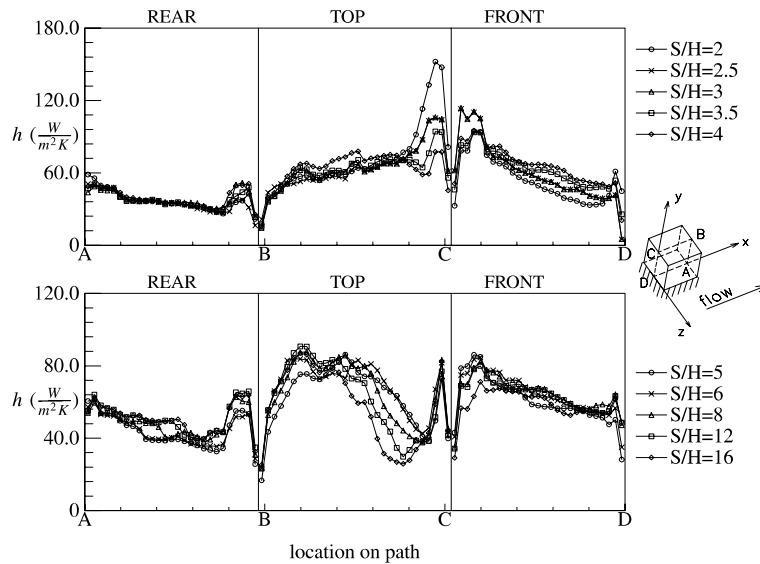 REAR TOP FRONT
180.0
120.0
h (W/m²K)
60.0
0
A B C D
S/H=2
S/H=2.5
S/H=3
S/H=3.5
S/H=4
y
B
C
x
A
D
flow
z
REAR TOP FRONT
120.0
80.0
h (W/m²K)
40.0
0.0
A B C D
S/H=5
S/H=6
S/H=8
S/H=12
S/H=16
location on path